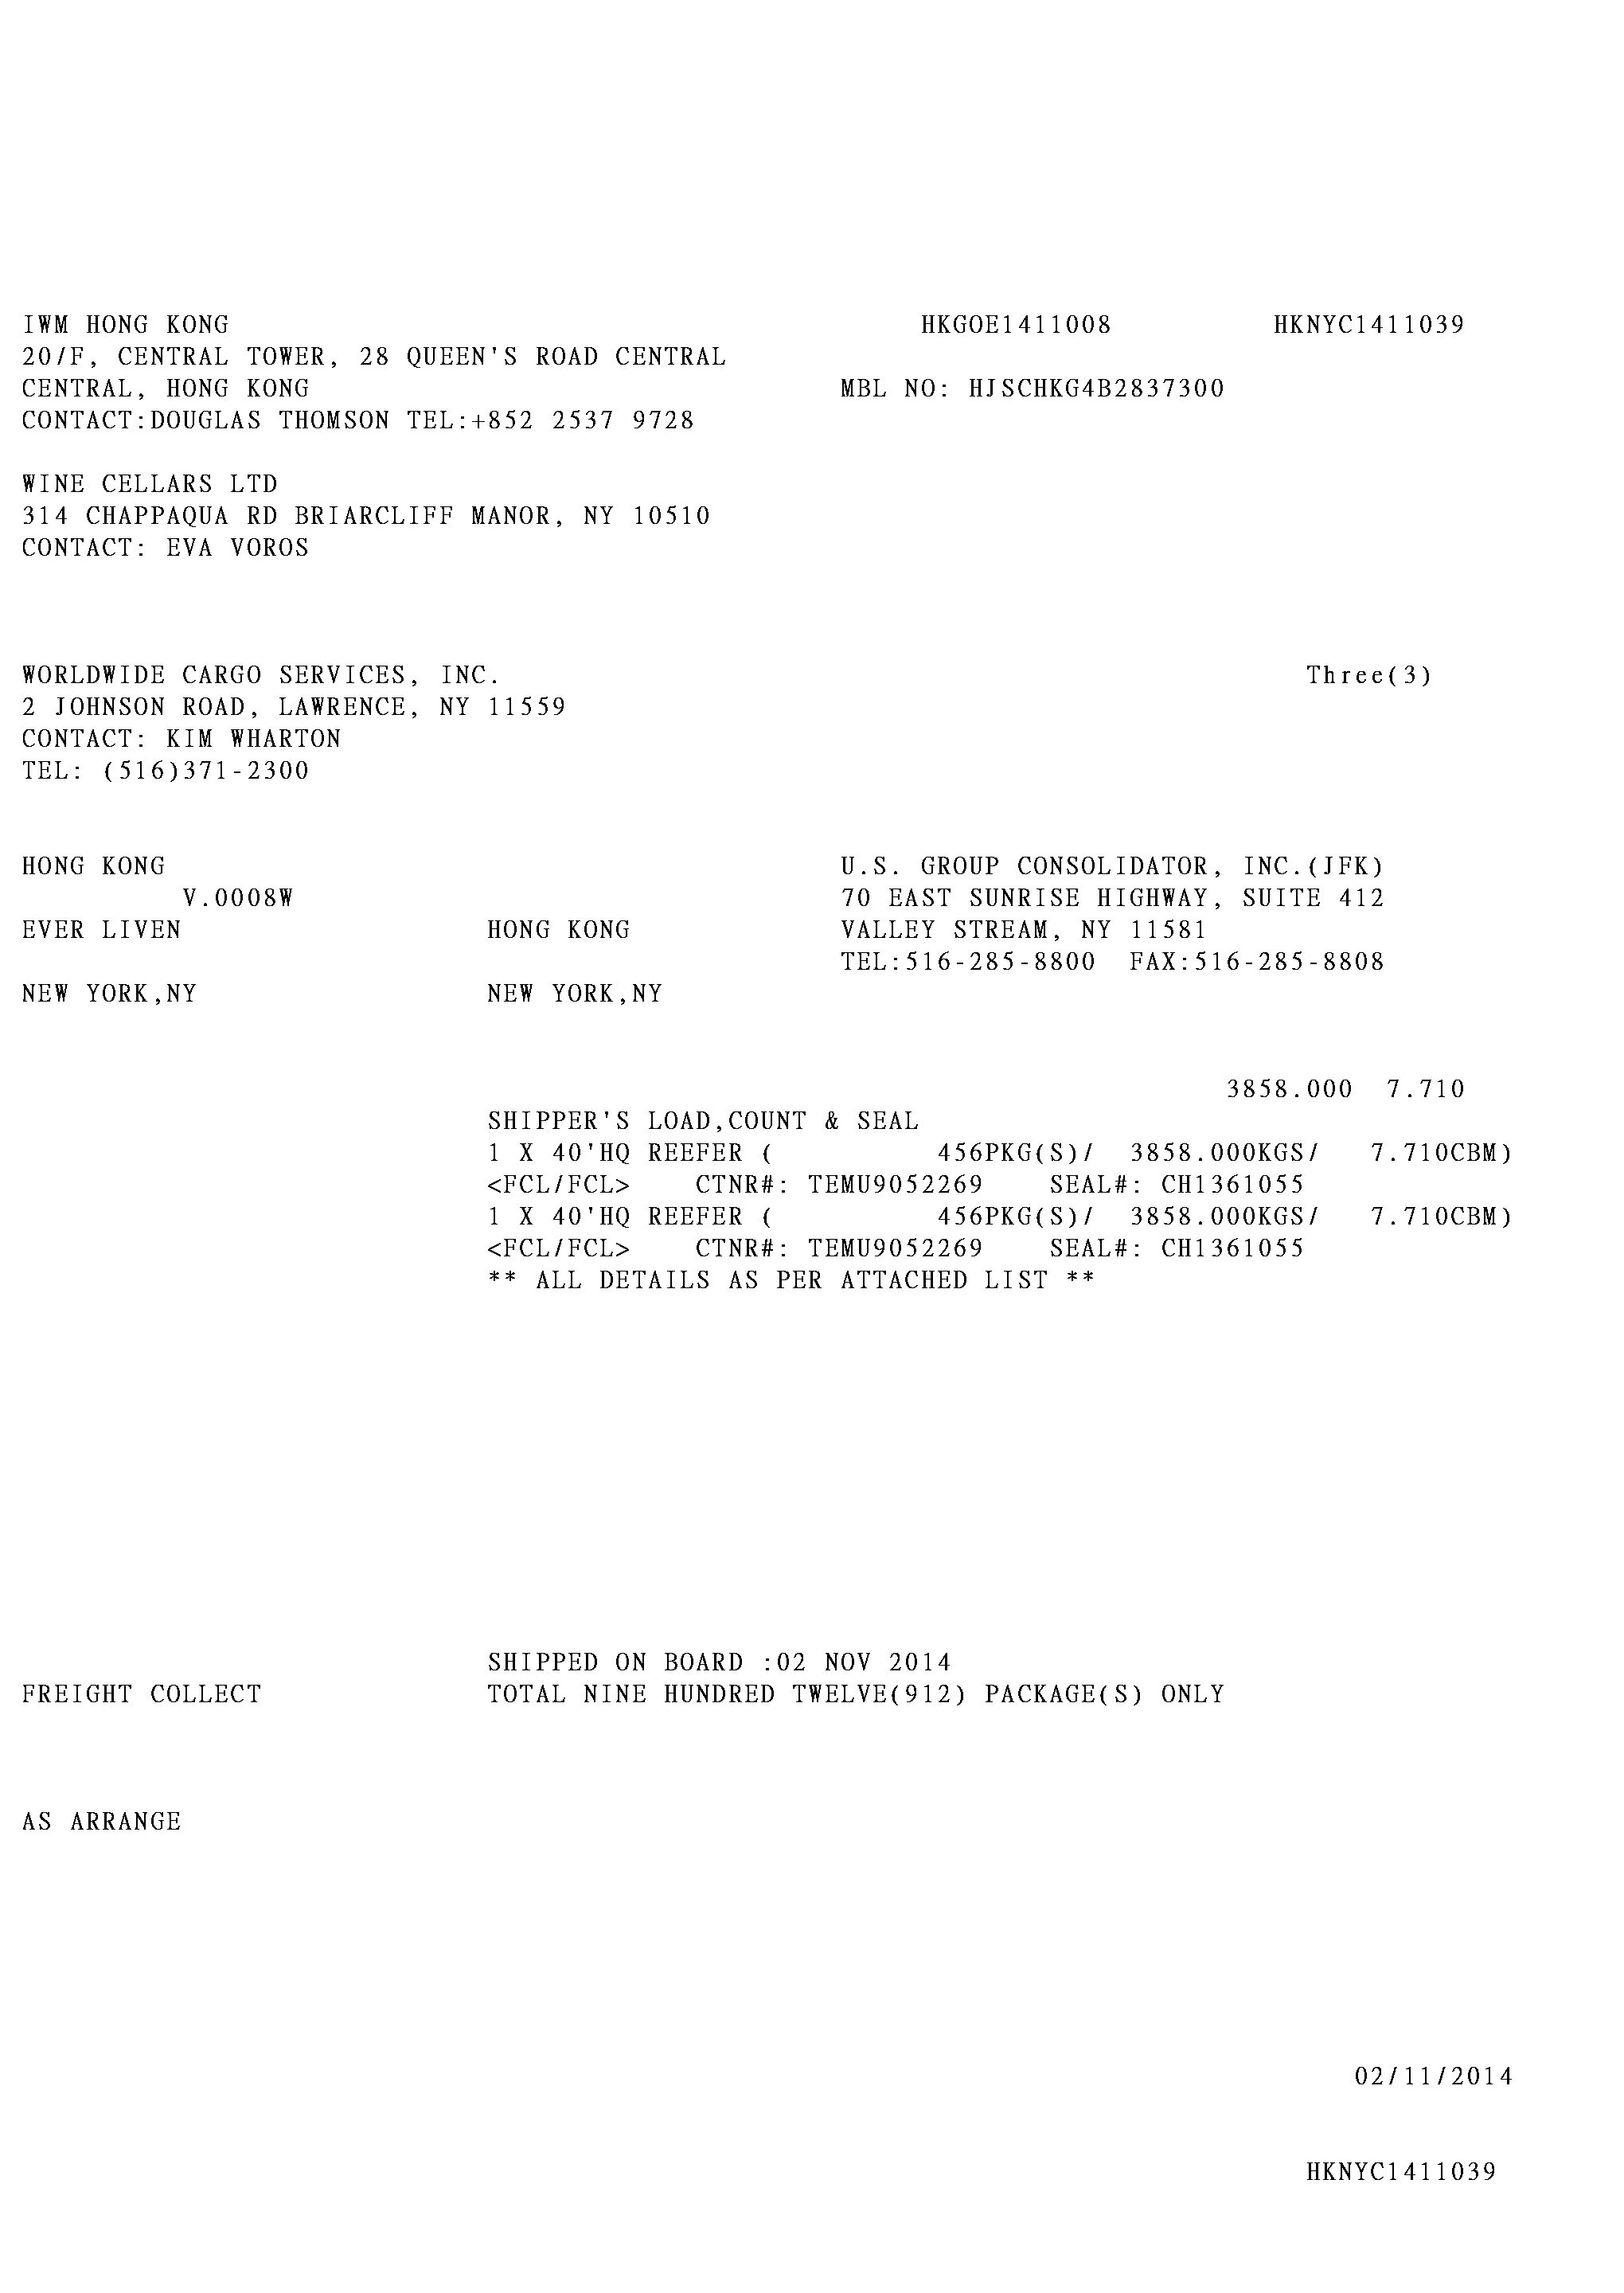 IWM HONG KONG HKGOE1411008 HKNYC1411039
20/F, CENTRAL TOWER, 28 QUEEN'S ROAD CENTRAL
CENTRAL, HONG KONG MBL NO: HJSCHKG4B2837300
CONTACT:DOUGLAS THOMSON TEL:+852 2537 9728
WINE CELLARS LTD
314 CHAPPAQUA RD BRIARCLIFF MANOR, NY 10510
CONTACT: EVA VOROS
WORLDWIDE CARGO SERVICES, INC. Three(3)
2 JOHNSON ROAD, LAWRENCE, NY 11559
CONTACT: KIM WHARTON
TEL: (516)371-2300
HONG KONG U.S. GROUP CONSOLIDATOR, INC.(JFK)
V.0008W 70 EAST SUNRISE HIGHWAY, SUITE 412
EVER LIVEN HONG KONG VALLEY STREAM, NY 11581
TEL:516-285-8800 FAX:516-285-8808
NEW YORK,NY NEW YORK,NY
3858.000 7.710
SHIPPER'S LOAD,COUNT & SEAL
1 X 40'HQ REEFER ( 456PKG(S)/ 3858.000KGS/ 7.710CBM)
<FCL/FCL> CTNR#: TEMU9052269 SEAL#: CH1361055
1 X 40'HQ REEFER ( 456PKG(S)/ 3858.000KGS/ 7.710CBM)
<FCL/FCL> CTNR#: TEMU9052269 SEAL#: CH1361055
** ALL DETAILS AS PER ATTACHED LIST **
SHIPPED ON BOARD :02 NOV 2014
FREIGHT COLLECT TOTAL NINE HUNDRED TWELVE(912) PACKAGE(S) ONLY
AS ARRANGE
02/11/2014
HKNYC1411039